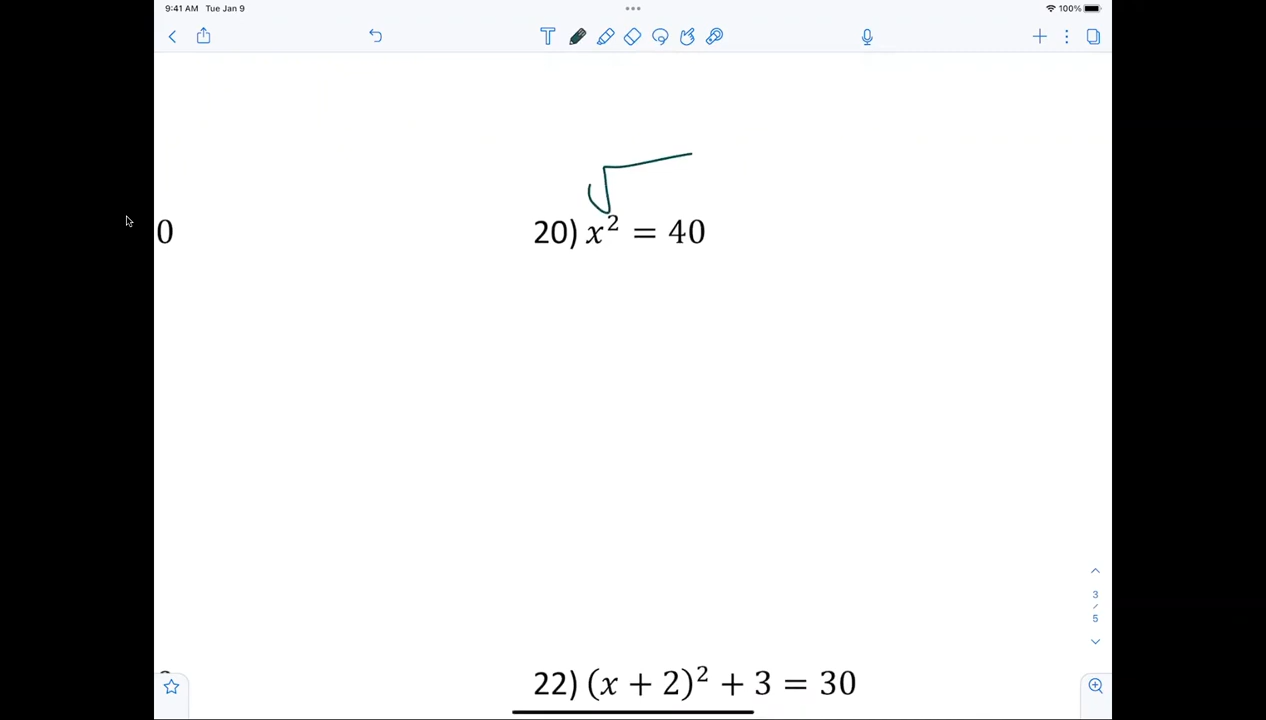 9:41 AM Tue Jan 9
100%
√
0
20) x² = 40
3
/
5
22) (x + 2)² + 3 = 30